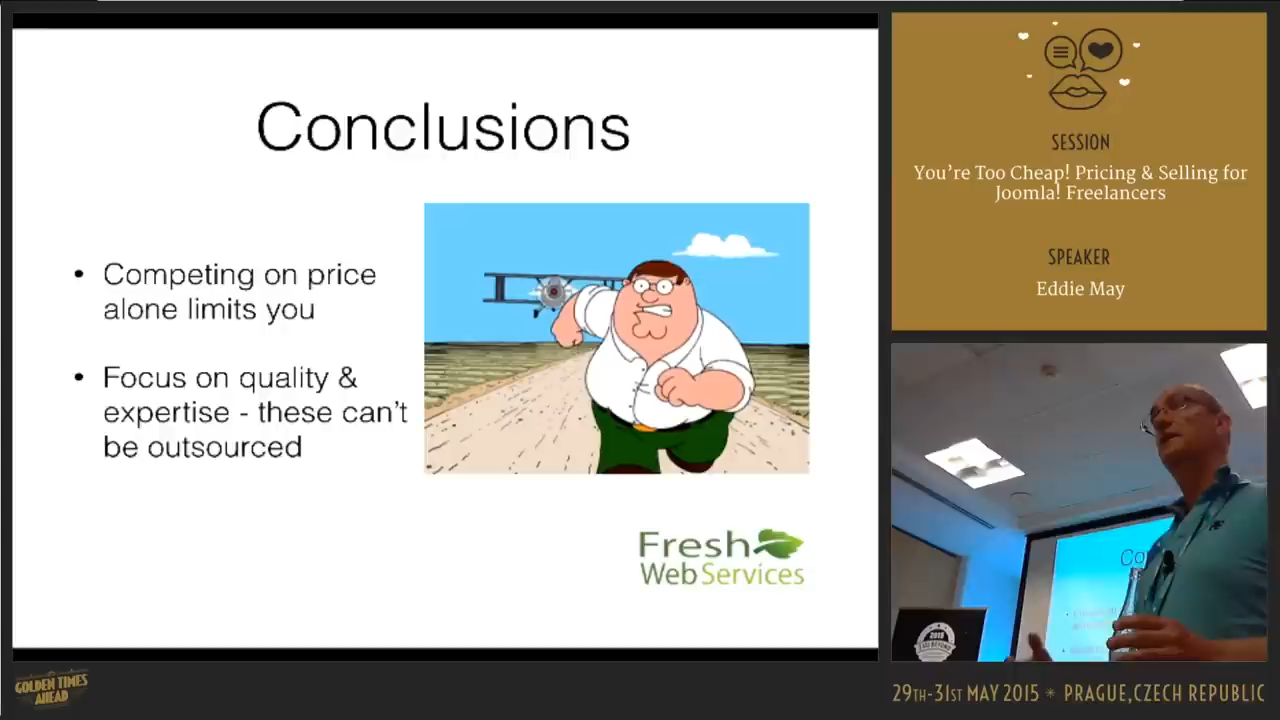 Conclusions
• Competing on price
alone limits you
• Focus on quality &
expertise - these can't
be outsourced
Fresh
WebServices
SESSION
You're Too Cheap! Pricing & Selling for
Joomla! Freelancers
SPEAKER
Eddie May
2015
GOLDEN TIMES
AHEAD
29TH-31ST MAY 2015 * PRAGUE,CZECH REPUBLIC